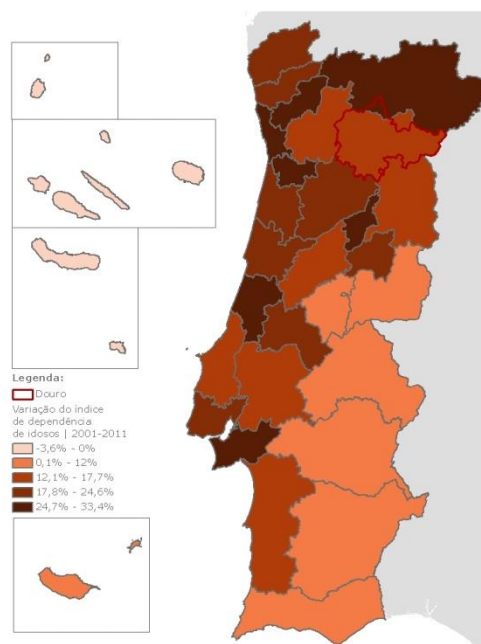 Legenda:
Douro
Variação do índice
de dependência
de idosos | 2001-2011
-3,6% - 0%
0,1% - 12%
12,1% - 17,7%
17,8% - 24,6%
24,7% - 33,4%